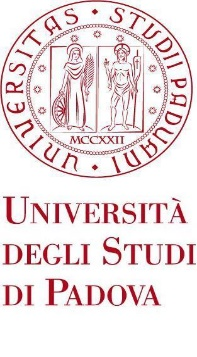 UNIVERSITAS STUDII PADUANI
MCCXXII
UNIVERSITÀ
DEGLI STUDI
DI PADOVA